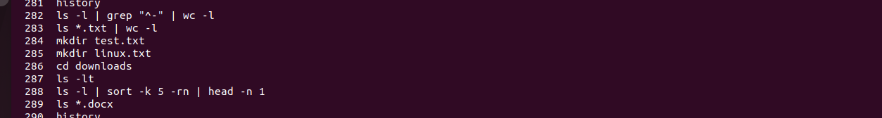 281 history
282 ls -l | grep "^-" | wc -l
283 ls *.txt | wc -l
284 mkdir test.txt
285 mkdir linux.txt
286 cd downloads
287 ls -lt
288 ls -l | sort -k 5 -rn | head -n 1
289 ls *.docx
290 history